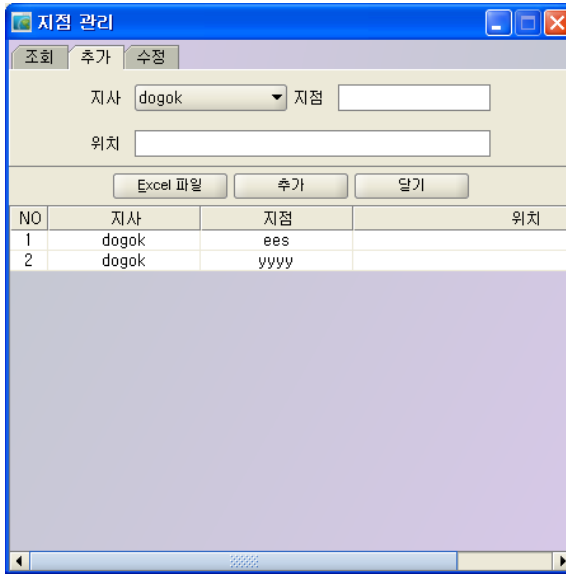 지점 관리
조회 추가 수정
지사 dogok 지점
위치
Excel 파일 추가 닫기
NO 지사 지점 위치
1 dogok ees
2 dogok yyyy